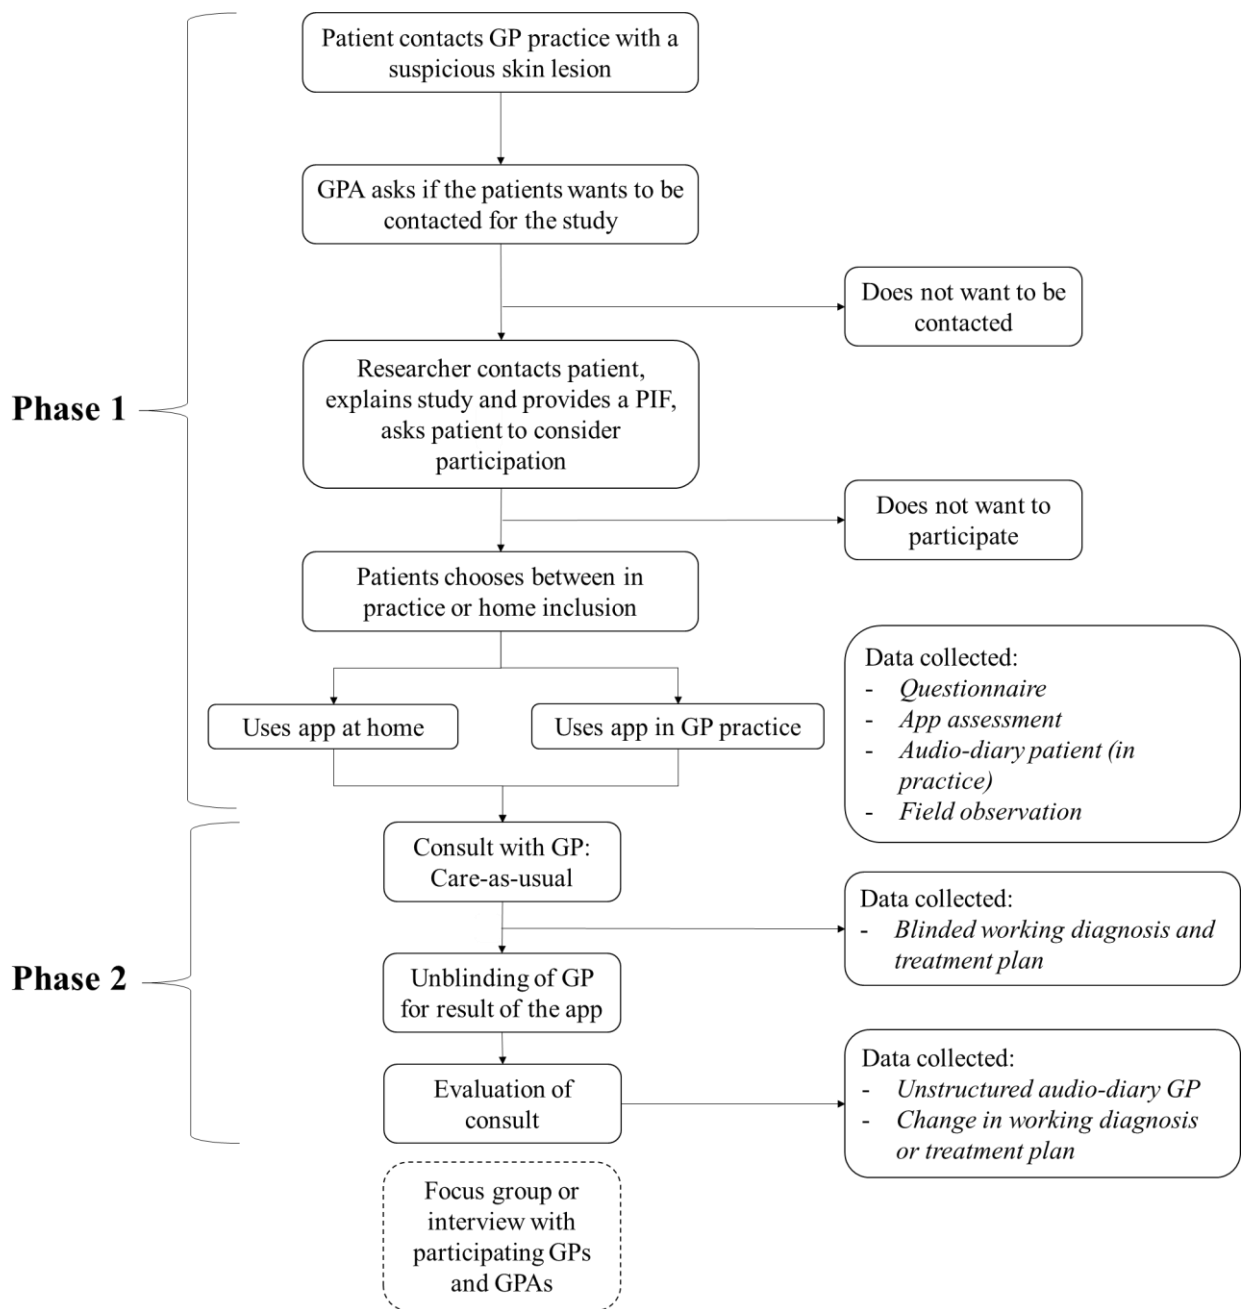 Patient contacts GP practice with a
suspicious skin lesion
GPA asks if the patients wants to be
contacted for the study
Does not want to be
contacted
Phase 1
Researcher contacts patient,
explains study and provides a PIF,
asks patient to consider
participation
Does not want to
participate
Patients chooses between in
practice or home inclusion
Uses app at home
Uses app in GP practice
Data collected:
- Questionnaire
- App assessment
- Audio-diary patient (in
practice)
- Field observation
Phase 2
Consult with GP:
Care-as-usual
Data collected:
- Blinded working diagnosis and
treatment plan
Unblinding of GP
for result of the app
Evaluation of
consult
Data collected:
- Unstructured audio-diary GP
- Change in working diagnosis
or treatment plan
Focus group or
interview with
participating GPs
and GPAs